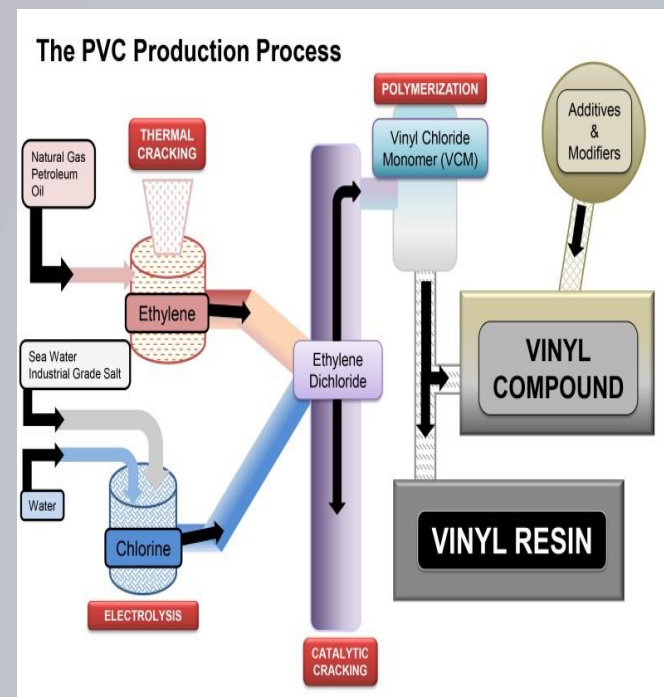 The PVC Production Process
Natural Gas
Petroleum
Oil
THERMAL
CRACKING
Ethylene
Sea Water
Industrial Grade Salt
Water
Chlorine
ELECTROLYSIS
Ethylene
Dichloride
CATALYTIC
CRACKING
POLYMERIZATION
Vinyl Chloride
Monomer (VCM)
Additives
&
Modifiers
VINYL
COMPOUND
VINYL RESIN